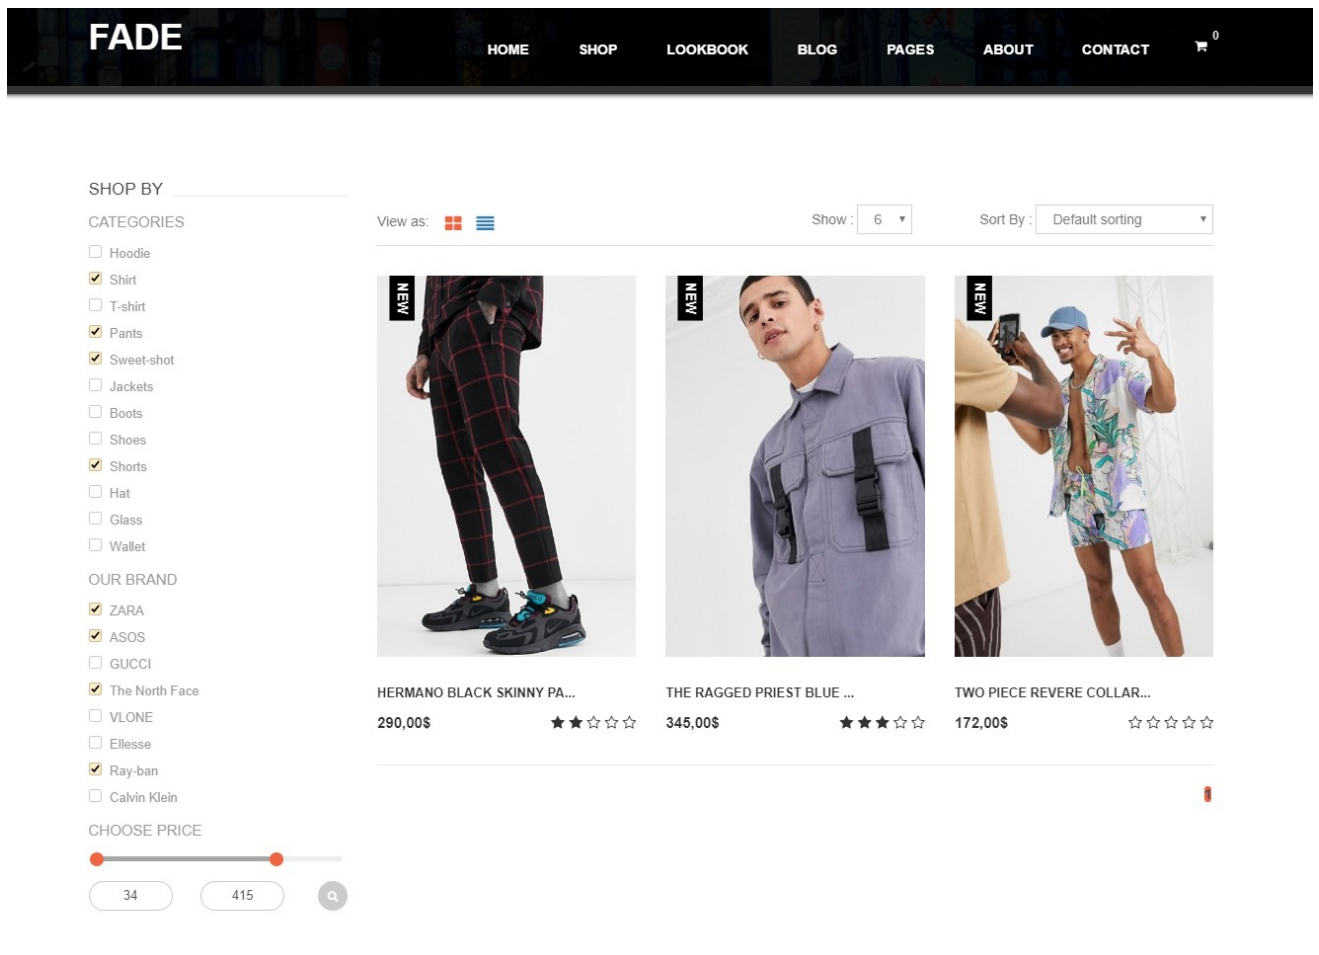 FADE
HOME SHOP LOOKBOOK BLOG PAGES ABOUT CONTACT 0
SHOP BY
CATEGORIES
Hoodie
Shirt
T-shirt
Pants
Sweet-shot
Jackets
Boots
Shoes
Shorts
Hat
Glass
Wallet
OUR BRAND
ZARA
ASOS
GUCCI
The North Face
VLONE
Ellesse
Ray-ban
Calvin Klein
CHOOSE PRICE
34 415
View as: Show : 6 Sort By : Default sorting
NEW
NEW
NEW
HERMANO BLACK SKINNY PA...
290,00$
THE RAGGED PRIEST BLUE ...
345,00$
TWO PIECE REVERE COLLAR...
172,00$
1